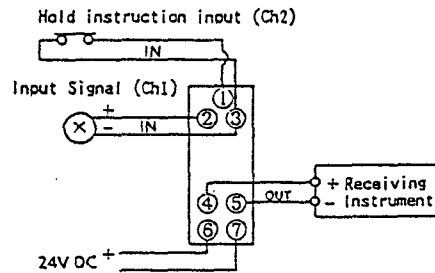 Hold instruction input (Ch2)
IN
Input Signal (Ch1)
①
+
② ③
- IN
④ ⑤
OUT
+ Receiving
- Instrument
⑥ ⑦
24V DC +